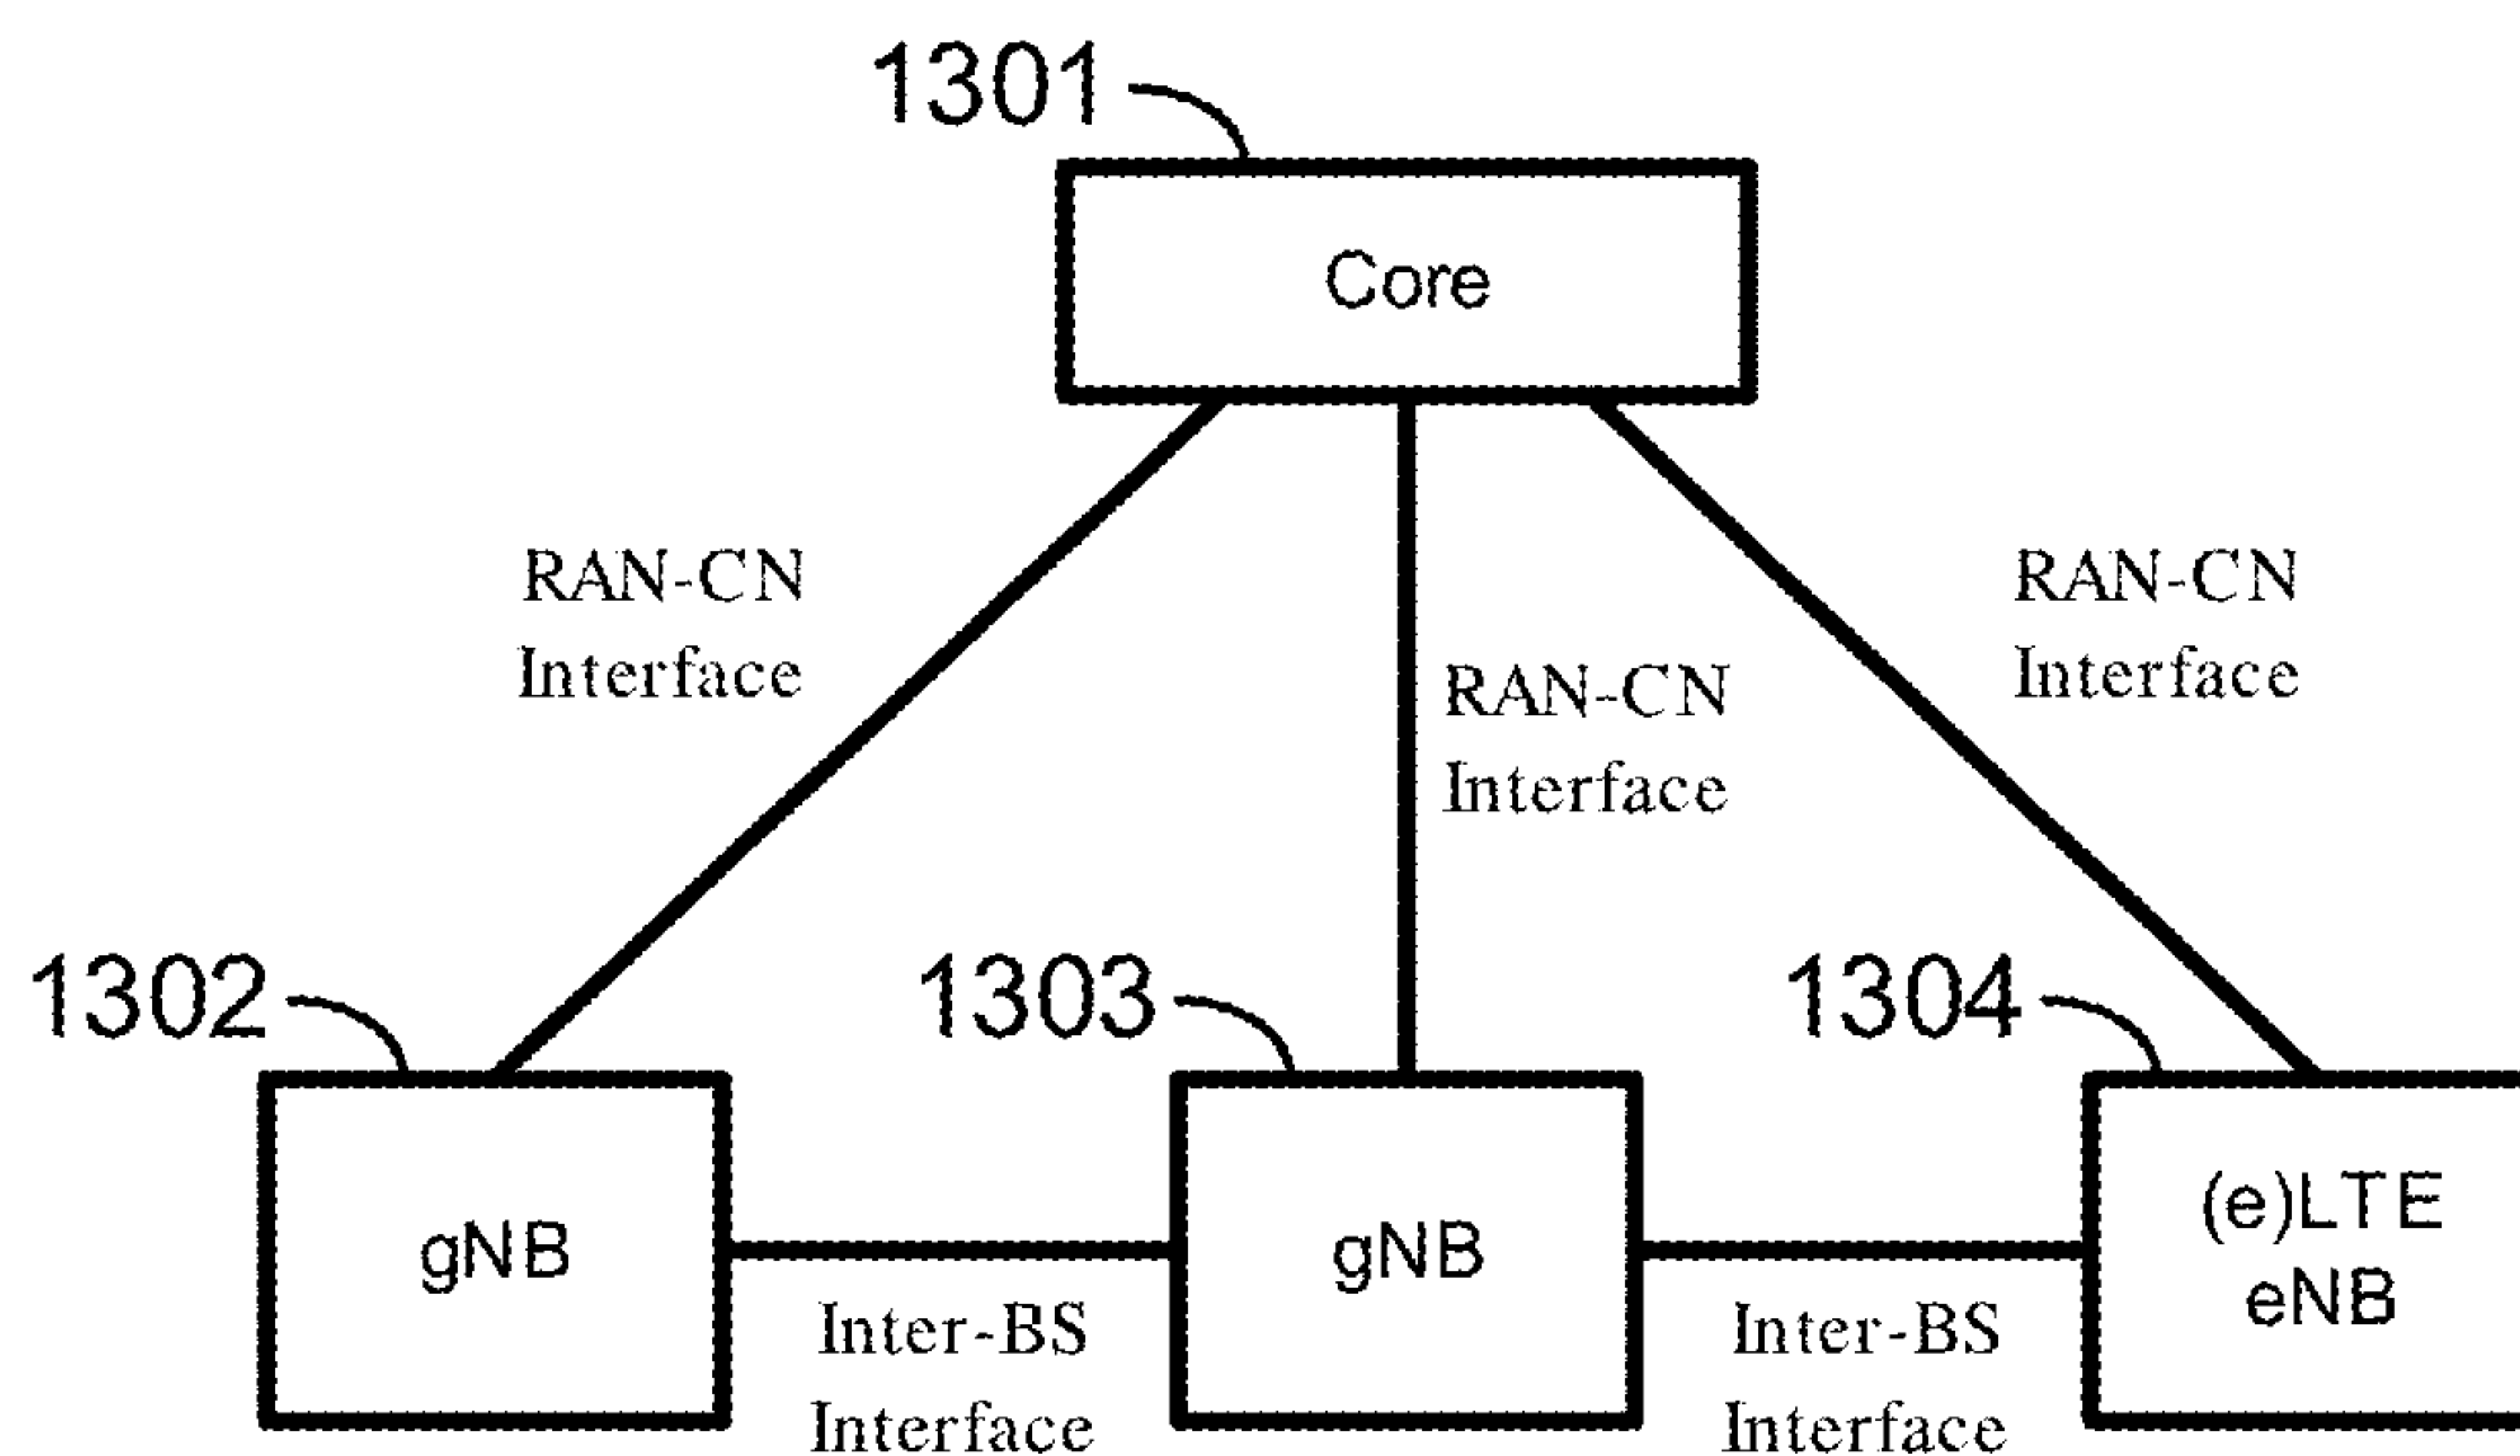 1301
Core
RAN-CN
Interface
RAN-CN
Interface
RAN-CN
Interface
1302
1303
1304
gNB
gNB
(e)LTE
eNB
Inter-BS
Interface
Inter-BS
Interface